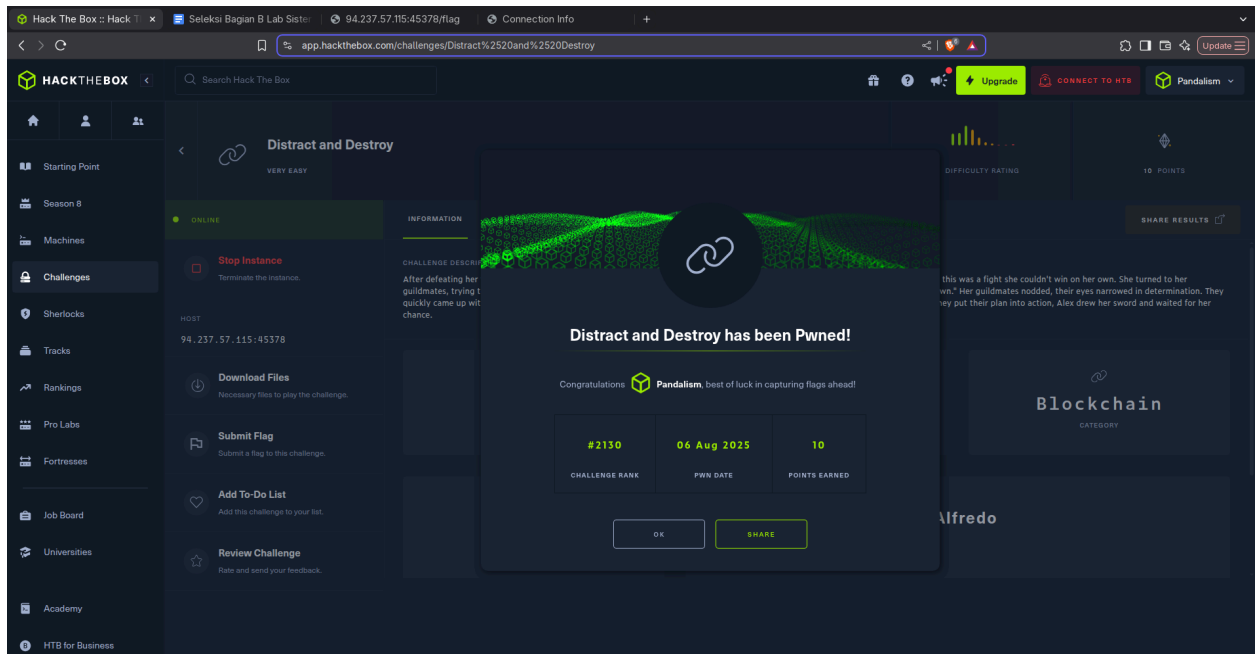 Hack The Box :: Hack T
Seleksi Bagian B Lab Sister
94.237.57.115:45378/flag
Connection Info
app.hackthebox.com/challenges/Distract%2520and%2520Destroy
Update
HACKTHEBOX
Search Hack The Box
Upgrade
CONNECT TO HTB
Pandalism
Starting Point
Season 8
Machines
Challenges
Sherlocks
Tracks
Rankings
Pro Labs
Fortresses
Job Board
Universities
Academy
HTB for Business
Distract and Destroy
VERY EASY
DIFFICULTY RATING
10 POINTS
ONLINE
Stop Instance
Terminate the instance.
HOST
94.237.57.115:45378
Download Files
Necessary files to play the challenge.
Submit Flag
Submit a flag to this challenge.
Add To-Do List
Add this challenge to your list.
Review Challenge
Rate and send your feedback.
INFORMATION
SHARE RESULTS
CHALLENGE DESCRI
After defeating her
guildmates, trying t
quickly came up wit
chance.
this was a fight she couldn't win on her own. She turned to her
wn." Her guildmates nodded, their eyes narrowed in determination. They
ey put their plan into action, Alex drew her sword and waited for her
Blockchain
CATEGORY
Alfredo
Distract and Destroy has been Pwned!
Congratulations Pandalism, best of luck in capturing flags ahead!
#2130
CHALLENGE RANK
06 Aug 2025
PWN DATE
10
POINTS EARNED
OK
SHARE